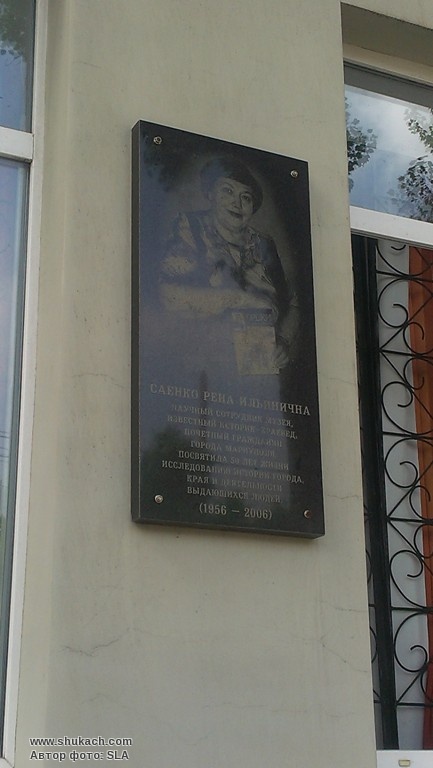 САЕНКО РЕНА ИЛЬИНИЧНА
НАУЧНЫЙ СОТРУДНИК МУЗЕЯ,
ИЗВЕСТНЫЙ ИСТОРИК-КРАЕВЕД,
ПОЧЕТНЫЙ ГРАЖДАНИН
ГОРОДА МАРИУПОЛЯ
ПОСВЯТИЛА 50 ЛЕТ ЖИЗНИ
ИССЛЕДОВАНИЮ ИСТОРИИ ГОРОДА,
КРАЯ И ДЕЯТЕЛЬНОСТИ
ВЫДАЮЩИХСЯ ЛЮДЕЙ
(1956 — 2006)
www.shukach.com
Автор фото: SLA